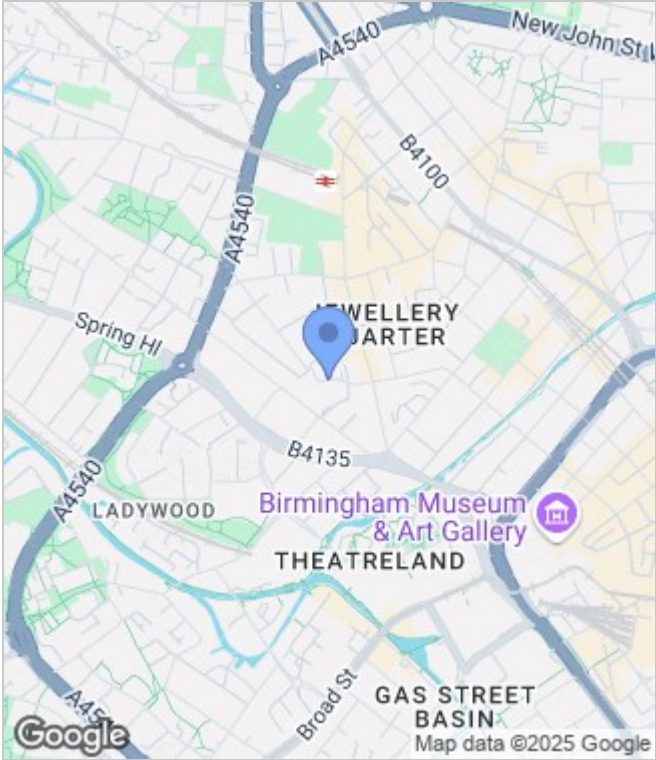 A4540
New John St W
B4100
A4540
JEWELLERY
QUARTER
Spring Hl
B4135
A4540
LADYWOOD
Birmingham Museum
& Art Gallery
THEATRELAND
Broad St
GAS STREET
BASIN
A45
Google
Map data ©2025 Google